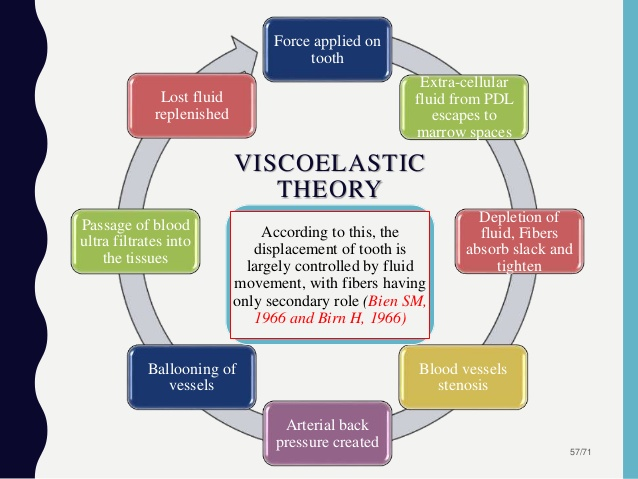 Force applied on
tooth
Extra-cellular
fluid from PDL
escapes to
marrow spaces
Depletion of
fluid, Fibers
absorb slack and
tighten
Blood vessels
stenosis
Arterial back
pressure created
Ballooning of
vessels
Passage of blood
ultra filtrates into
the tissues
Lost fluid
replenished
VISCOELASTIC
THEORY
According to this, the
displacement of tooth is
largely controlled by fluid
movement, with fibers having
only secondary role (Bien SM,
1966 and Birn H, 1966)
57/71